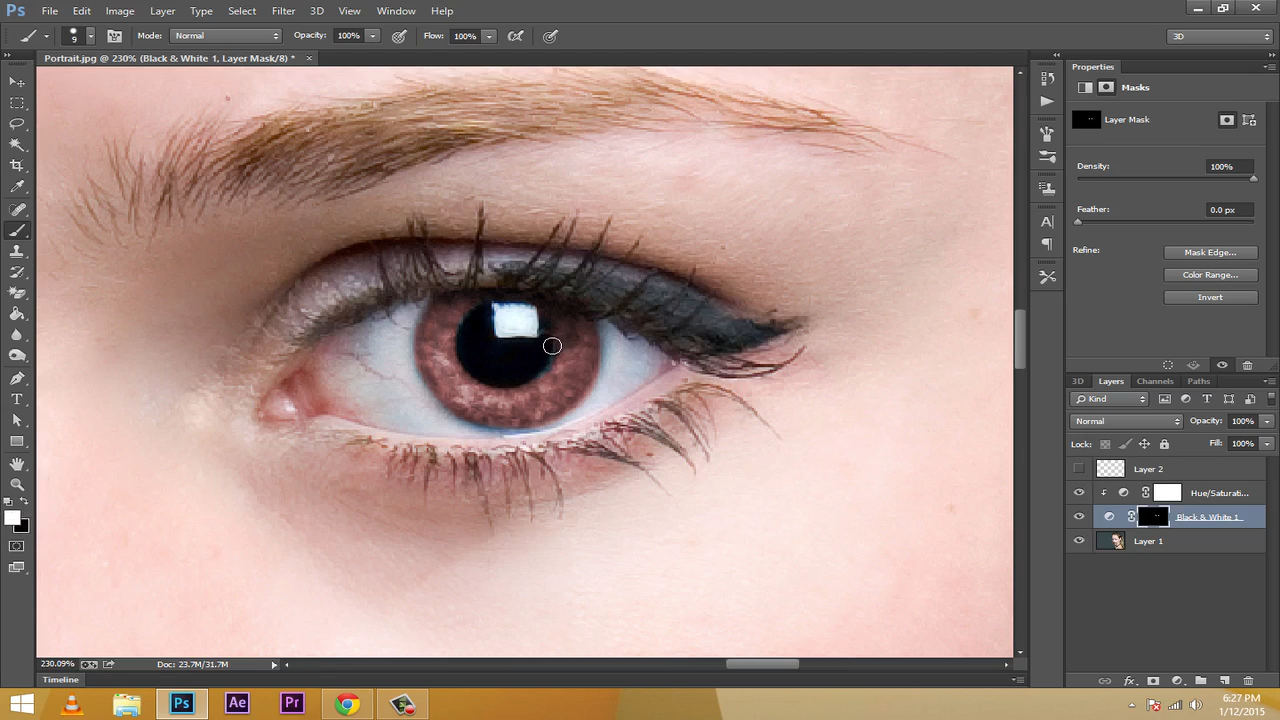 Ps File Edit Image Layer Type Select Filter 3D View Window Help
9 Mode: Normal Opacity: 100% Flow: 100% 3D
Portrait.jpg @ 230% (Black & White 1, Layer Mask/8) * ×
Properties
Masks
Layer Mask
Density: 100%
Feather: 0.0 px
Refine: Mask Edge...
Color Range...
Invert
3D Layers Channels Paths
Kind
Normal Opacity: 100%
Lock: Fill: 100%
Layer 2
Hue/Saturati...
Black & White 1
Layer 1
230.09% Doc: 23.7M/31.7M
Timeline
Ps Ae Pr
6:27 PM
1/12/2015